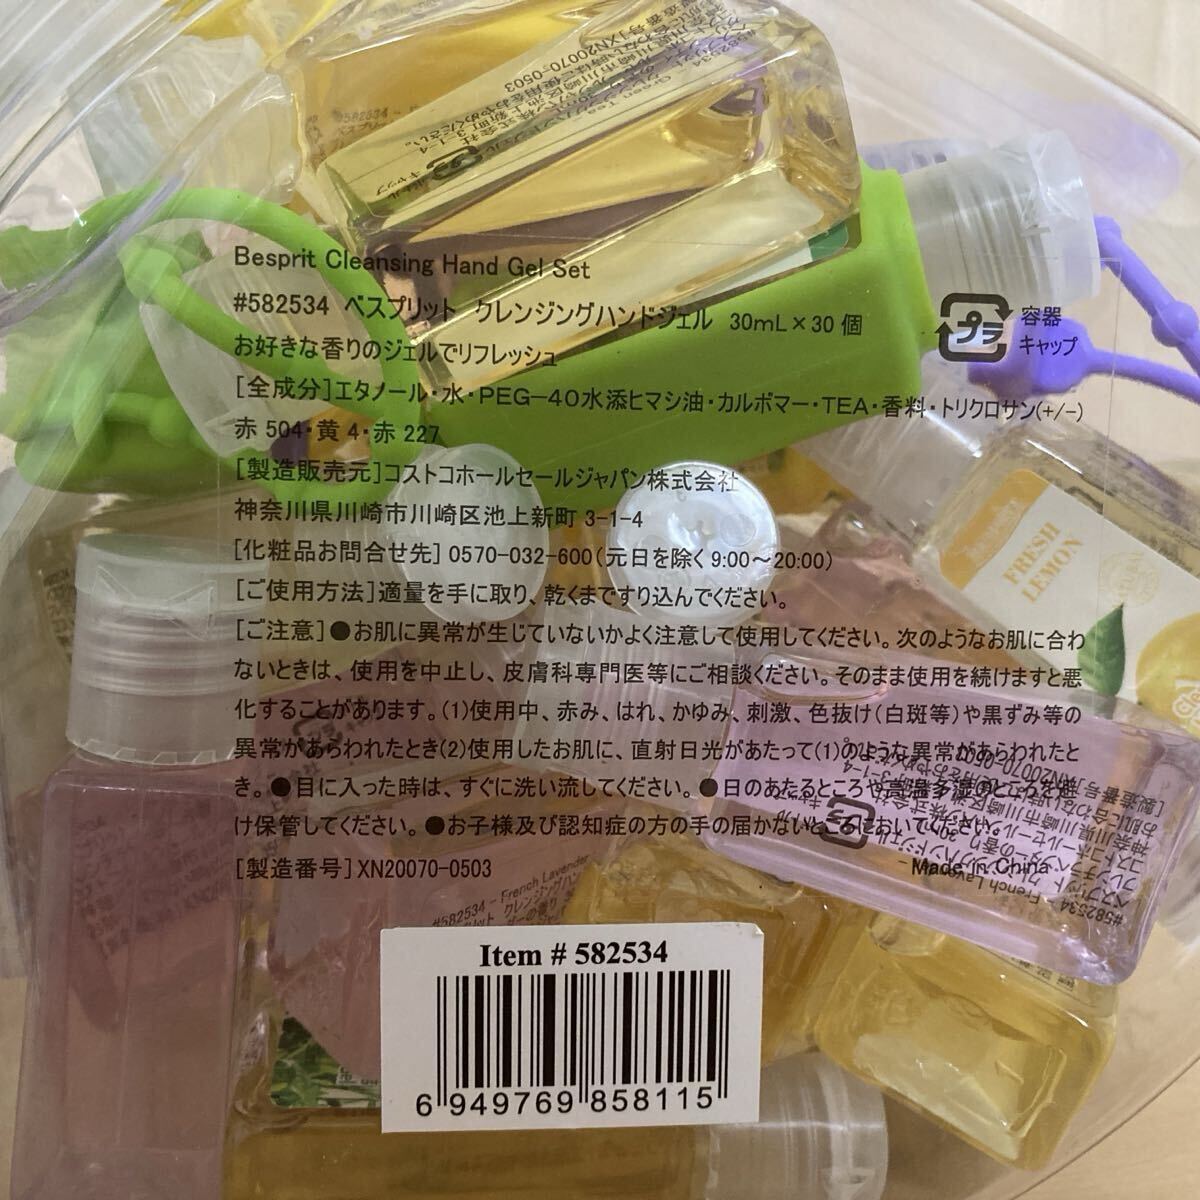 Besprit Cleansing Hand Gel Set
#582534 ベスプリット クレンジングハンドジェル 30mL×30個
お好きな香りのジェルでリフレッシュ
[全成分]エタノール・水・PEG-40水添ヒマシ油・カルボマー・TEA・香料・トリクロサン(+/-)
赤504・黄4・赤227
[製造販売元]コストコホールセールジャパン株式会社
神奈川県川崎市川崎区池上新町 3-1-4
[化粧品お問合せ先] 0570-032-600(元日を除く9:00~20:00)
[ご使用方法]適量を手に取り、乾くまですり込んでください。
[ご注意]●お肌に異常が生じていないかよく注意して使用してください。次のようなお肌に合わ
ないときは、使用を中止し、皮膚科専門医等にご相談ください。そのまま使用を続けますと悪
化することがあります。(1)使用中、赤み、はれ、かゆみ、刺激、色抜け(白斑等)や黒ずみ等の
異常があらわれたとき(2)使用したお肌に、直射日光があたって(1)のような異常があらわれたと
き。●目に入った時は、すぐに洗い流してください。●日のあたるところや高温多湿のところを避
け保管してください。●お子様及び認知症の方の手の届かないところにおいてください。
[製造番号]XN20070-0503
Made in China
プラ
容器
キャップ
FRESH
LEMON
#582534 - French Lavender
Item # 582534
6 949769 858115